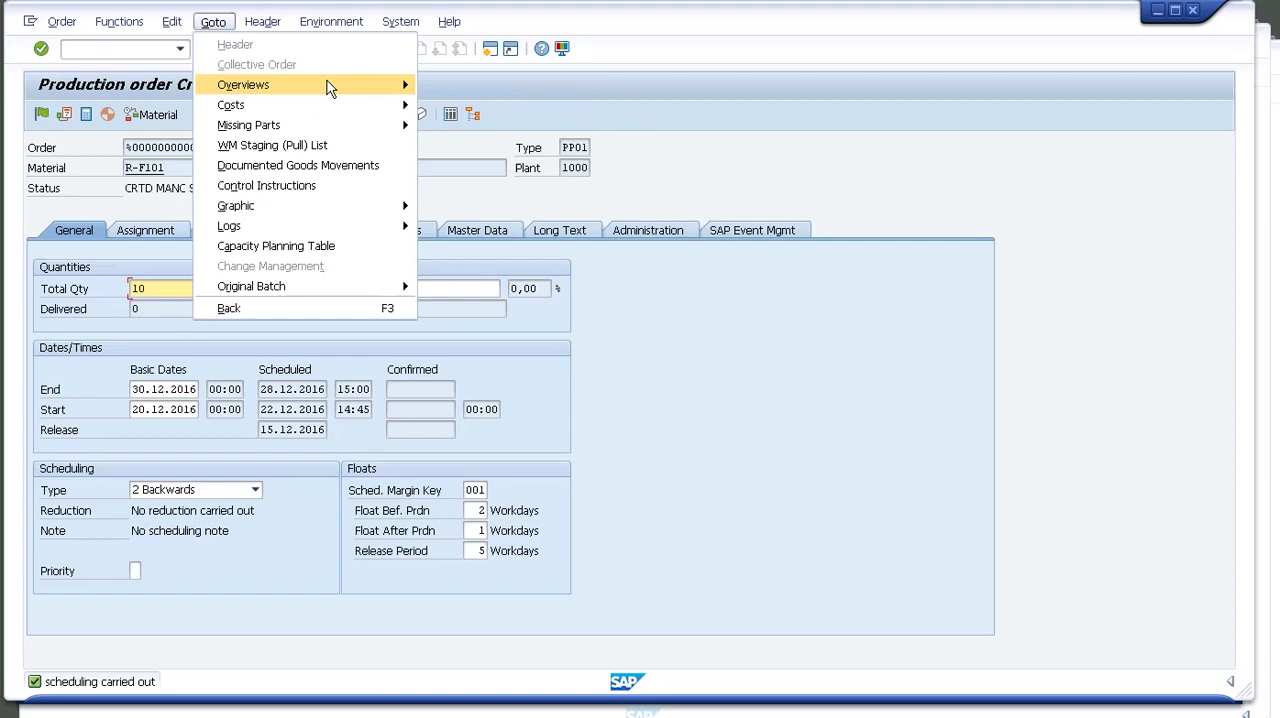 Order Functions Edit Goto Header Environment System Help
Header
Collective Order
Overviews
Costs
Missing Parts
WM Staging (Pull) List
Documented Goods Movements
Control Instructions
Graphic
Logs
Capacity Planning Table
Change Management
Original Batch
Back F3
Production order Cr
Material
Order %0000000000 Type PP01
Material R-F101 Plant 1000
Status CRTD MANC S
General Assignment s Master Data Long Text Administration SAP Event Mgmt
Quantities
Total Qty 10 0,00 %
Delivered 0
Dates/Times
Basic Dates Scheduled Confirmed
End 30.12.2016 00:00 28.12.2016 15:00
Start 20.12.2016 00:00 22.12.2016 14:45 00:00
Release 15.12.2016
Scheduling
Type 2 Backwards
Reduction No reduction carried out
Note No scheduling note
Priority
Floats
Sched. Margin Key 001
Float Bef. Prdn 2 Workdays
Float After Prdn 1 Workdays
Release Period 5 Workdays
scheduling carried out
SAP